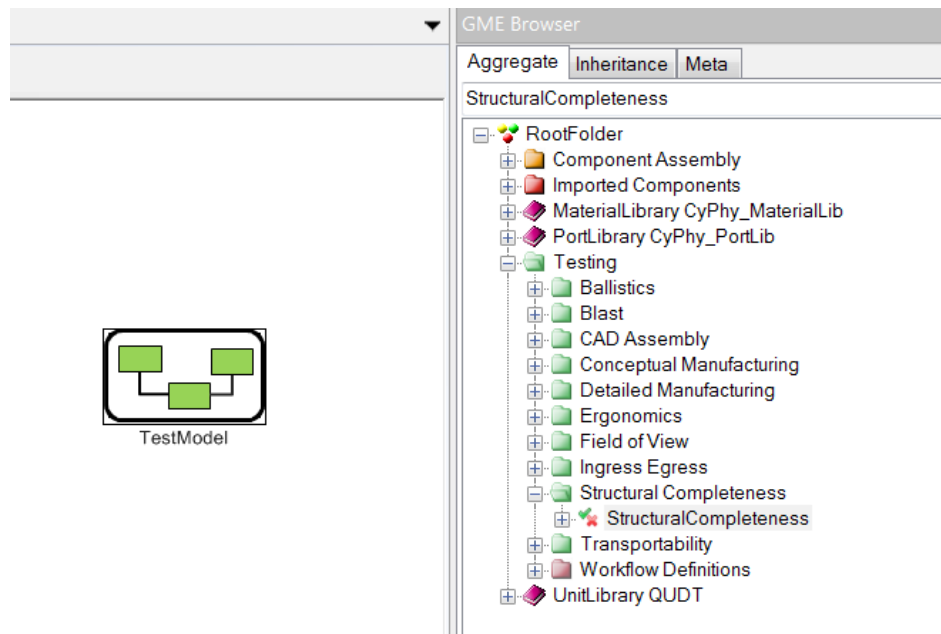 GME Browser
Aggregate Inheritance Meta
StructuralCompleteness
RootFolder
Component Assembly
Imported Components
MaterialLibrary CyPhy_MaterialLib
PortLibrary CyPhy_PortLib
Testing
Ballistics
Blast
CAD Assembly
Conceptual Manufacturing
Detailed Manufacturing
Ergonomics
Field of View
Ingress Egress
Structural Completeness
StructuralCompleteness
Transportability
Workflow Definitions
UnitLibrary QUDT
TestModel